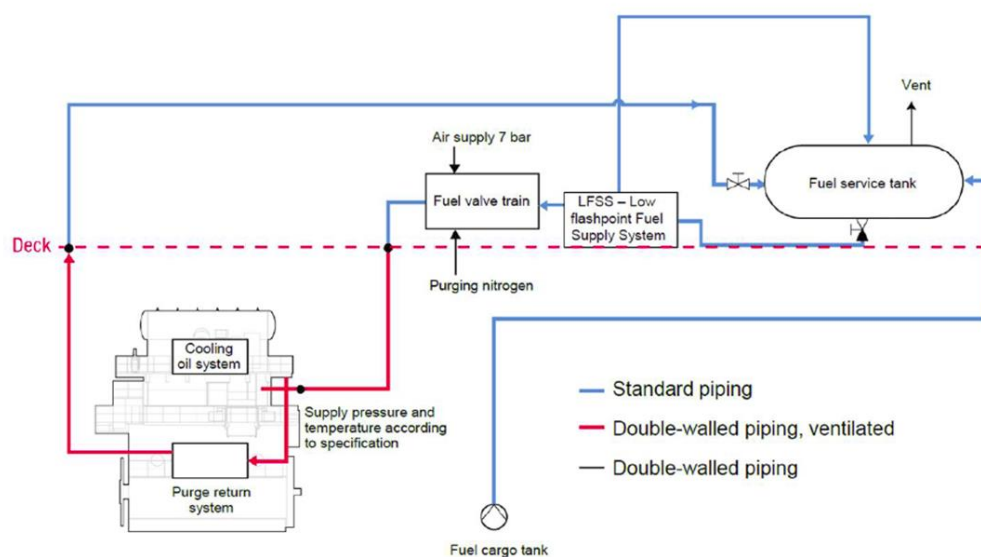 Vent
Air supply 7 bar
Fuel valve train
LFSS – Low
flashpoint Fuel
Supply System
Fuel service tank
Deck
Purging nitrogen
Cooling
oil system
Supply pressure and
temperature according
to specification
Purge return
system
Standard piping
Double-walled piping, ventilated
Double-walled piping
Fuel cargo tank